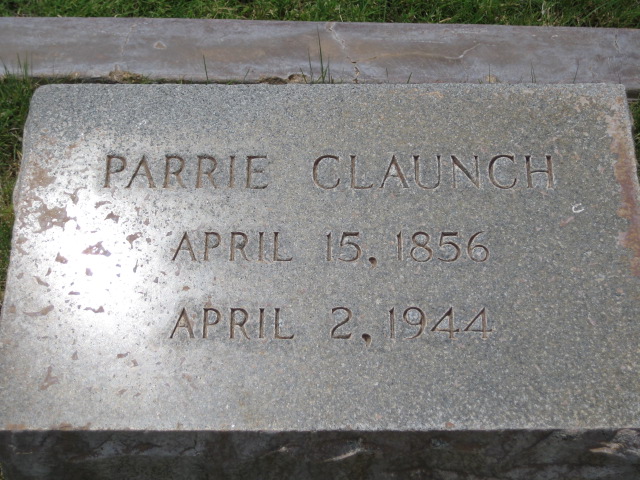 PARRIE CLAUNCH
APRIL 15, 1856
APRIL 2, 1944